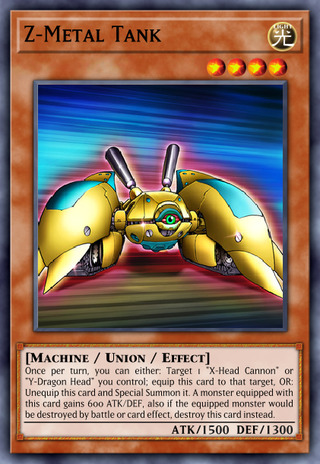 Z-Metal Tank
LIGHT
光
[Machine / Union / Effect]
Once per turn, you can either: Target 1 "X-Head Cannon" or
"Y-Dragon Head" you control; equip this card to that target, OR:
Unequip this card and Special Summon it. A monster equipped
with this card gains 600 ATK/DEF, also if the equipped monster would
be destroyed by battle or card effect, destroy this card instead.
ATK/1500 DEF/1300